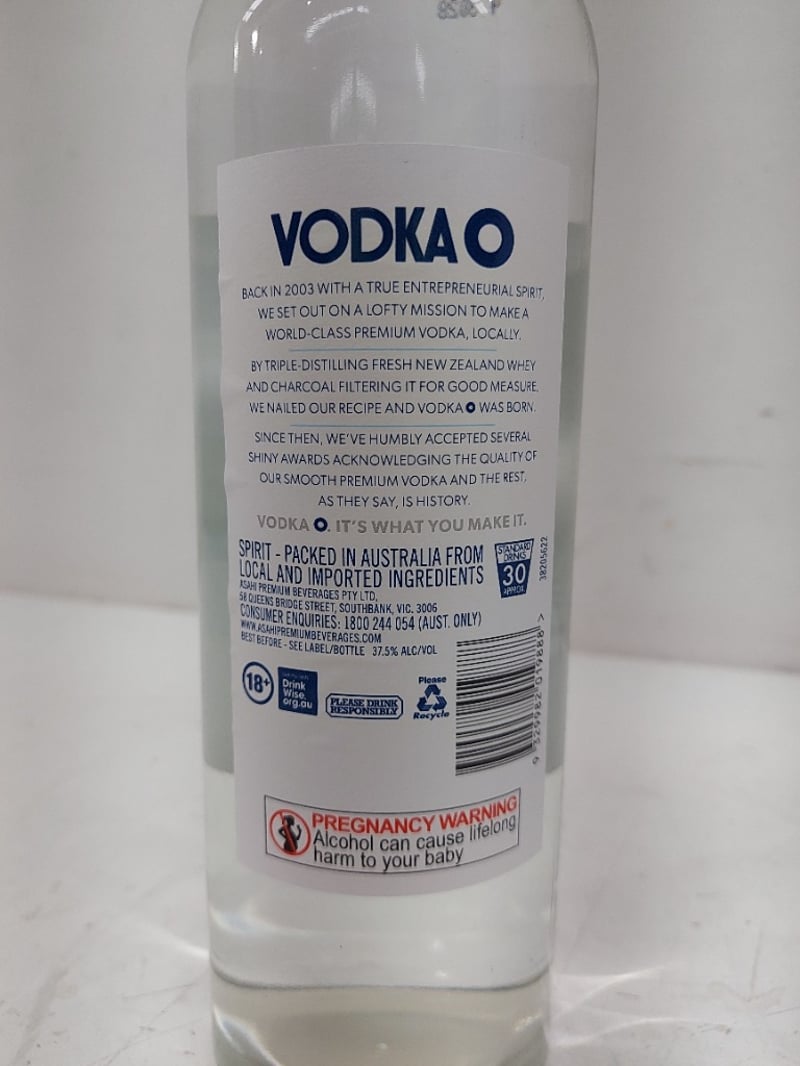 VODKA O
BACK IN 2003 WITH A TRUE ENTREPRENEURIAL SPIRIT,
WE SET OUT ON A LOFTY MISSION TO MAKE A
WORLD-CLASS PREMIUM VODKA, LOCALLY.
BY TRIPLE-DISTILLING FRESH NEW ZEALAND WHEY
AND CHARCOAL FILTERING IT FOR GOOD MEASURE,
WE NAILED OUR RECIPE AND VODKA O WAS BORN.
SINCE THEN, WE'VE HUMBLY ACCEPTED SEVERAL
SHINY AWARDS ACKNOWLEDGING THE QUALITY OF
OUR SMOOTH PREMIUM VODKA AND THE REST,
AS THEY SAY, IS HISTORY.
VODKA O. IT'S WHAT YOU MAKE IT.
SPIRIT - PACKED IN AUSTRALIA FROM
LOCAL AND IMPORTED INGREDIENTS
ASAHI PREMIUM BEVERAGES PTY LTD,
58 QUEENS BRIDGE STREET, SOUTHBANK, VIC. 3006
CONSUMER ENQUIRIES: 1800 244 054 (AUST. ONLY)
WWW.ASAHIPREMIUMBEVERAGES.COM
BEST BEFORE - SEE LABEL/BOTTLE 37.5% ALC/VOL
STANDARD
DRINKS
30
APPROX.
38205622
18+
Drink
Wise.
org.au
PLEASE DRINK
RESPONSIBLY
Please
Recycle
9 329982 019888 >
PREGNANCY WARNING
Alcohol can cause lifelong
harm to your baby